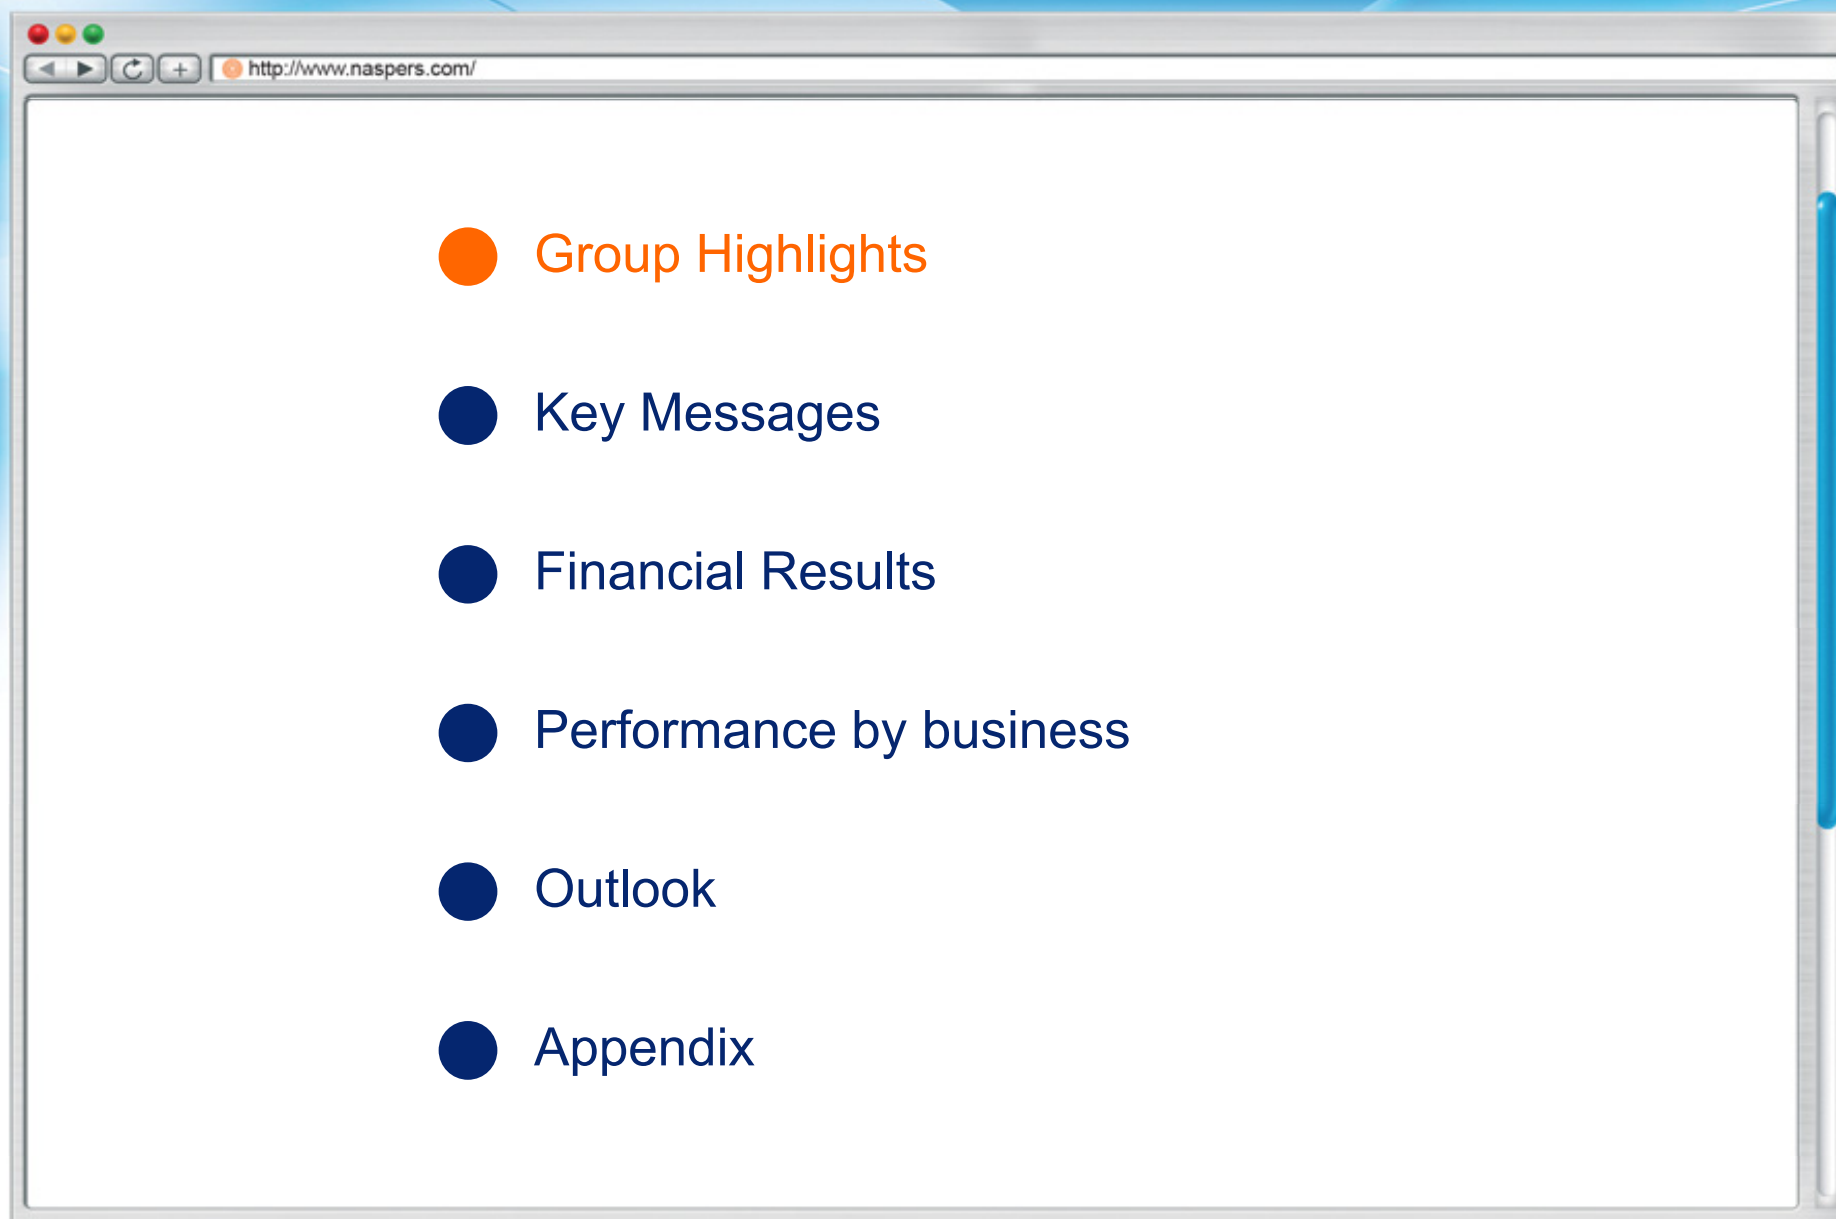 http://www.naspers.com/
Group Highlights
Key Messages
Financial Results
Performance by business
Outlook
Appendix